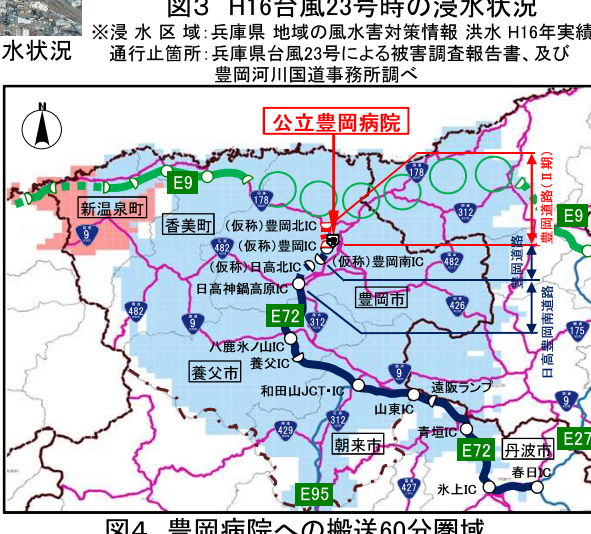 図3 H16台風23号時の浸水状況
水状況
※浸 水 区 域:兵庫県 地域の風水害対策情報 洪水 H16年実績
通行止箇所:兵庫県台風23号による被害調査報告書、及び
豊岡河川国道事務所調べ
N
公立豊岡病院
E9
178
178
豊岡道路(Ⅱ期)
新温泉町
香美町
312
E9
9
482
(仮称)豊岡北IC
(仮称)豊岡IC
(仮称)豊岡南IC
482
豊岡道路
(仮称)日高北IC
日高神鍋高原IC
豊岡市
426
日高豊岡南道路
482
9
E72
312
175
八鹿氷ノ山IC
養父IC
養父市
9
遠阪ランプ
和田山JCT・IC
山東IC
9
429
312
朝来市
青垣IC
E72
丹波市
E27
春日IC
E95
427
氷上IC
図4 豊岡病院への搬送60分圏域